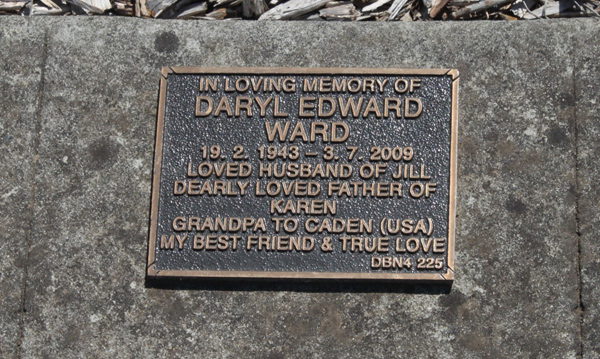 IN LOVING MEMORY OF
DARYL EDWARD
WARD
19. 2. 1943 – 3. 7. 2009
LOVED HUSBAND OF JILL
DEARLY LOVED FATHER OF
KAREN
GRANDPA TO CADEN (USA)
MY BEST FRIEND & TRUE LOVE
DBN4 225